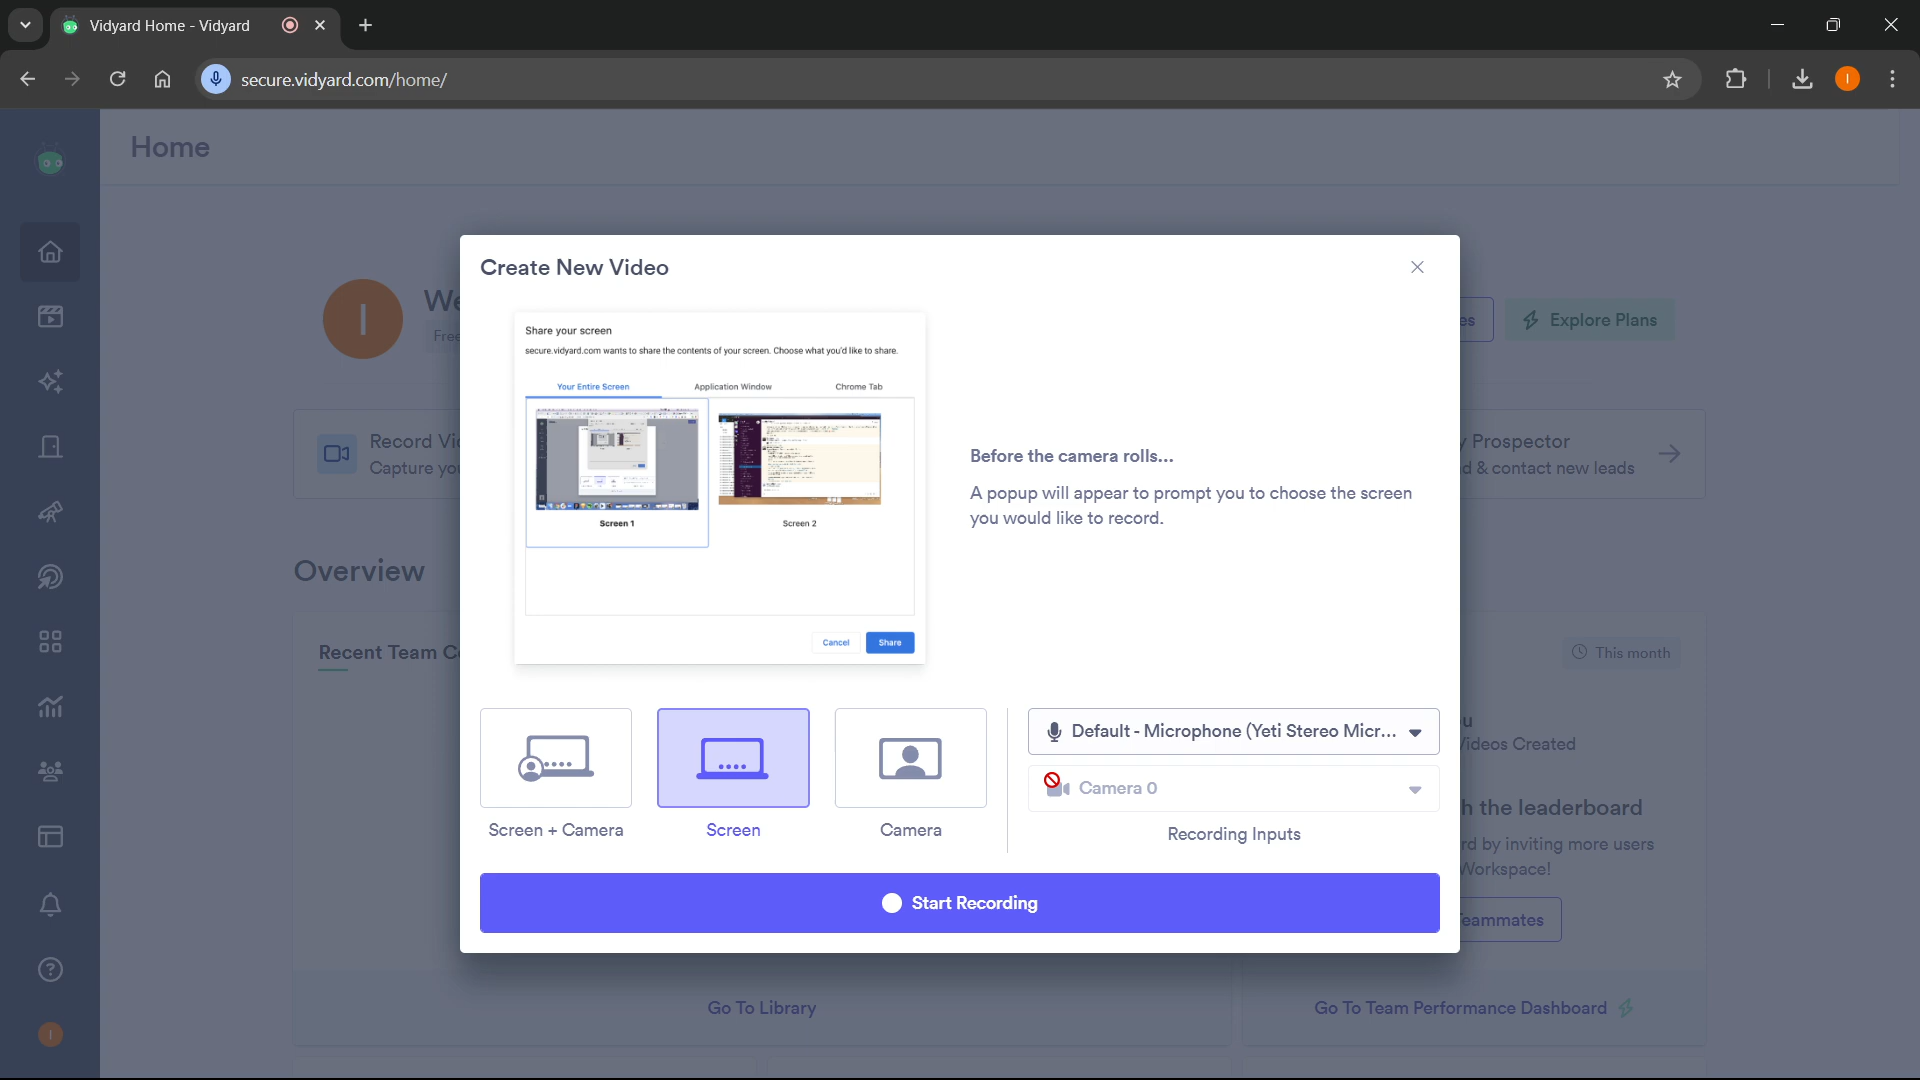 Vidyard Home - Vidyard
secure.vidyard.com/home/
I
Home
I
We
Free
es
Explore Plans
Record Vi
Capture yo
y Prospector
d & contact new leads
Overview
Recent Team C
This month
u
Videos Created
h the leaderboard
rd by inviting more users
Workspace!
eammates
Go To Library
Go To Team Performance Dashboard
I
Create New Video
Share your screen
secure.vidyard.com wants to share the contents of your screen. Choose what you'd like to share.
Your Entire Screen
Application Window
Chrome Tab
Screen 1
Screen 2
Cancel
Share
Before the camera rolls...
A popup will appear to prompt you to choose the screen
you would like to record.
Screen + Camera
Screen
Camera
Default - Microphone (Yeti Stereo Micr...
Camera 0
Recording Inputs
Start Recording